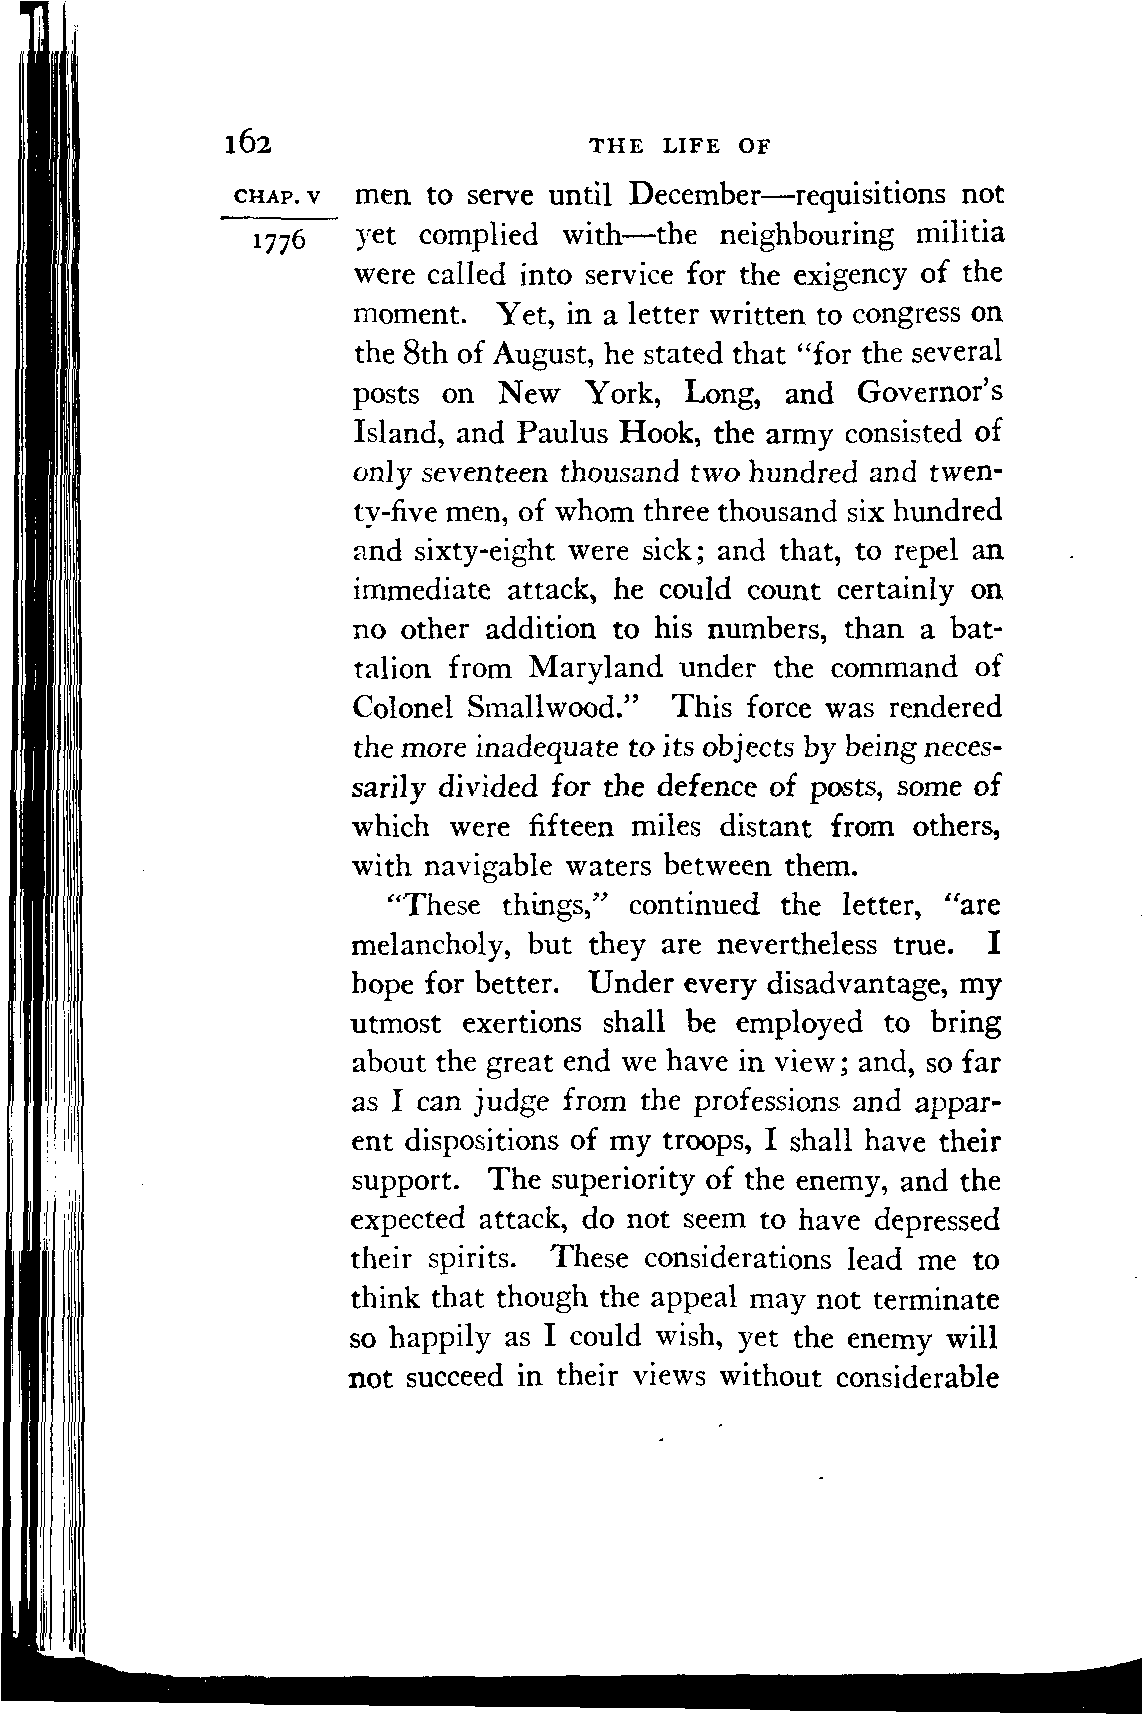 162 THE LIFE OF
CHAP. V men to serve until December—requisitions not
1776 yet complied with—the neighbouring militia
were called into service for the exigency of the
moment. Yet, in a letter written to congress on
the 8th of August, he stated that “for the several
posts on New York, Long, and Governor’s
Island, and Paulus Hook, the army consisted of
only seventeen thousand two hundred and twen-
ty-five men, of whom three thousand six hundred
and sixty-eight were sick; and that, to repel an
immediate attack, he could count certainly on
no other addition to his numbers, than a bat-
talion from Maryland under the command of
Colonel Smallwood.” This force was rendered
the more inadequate to its objects by being neces-
sarily divided for the defence of posts, some of
which were fifteen miles distant from others,
with navigable waters between them.
“These things,” continued the letter, “are
melancholy, but they are nevertheless true. I
hope for better. Under every disadvantage, my
utmost exertions shall be employed to bring
about the great end we have in view; and, so far
as I can judge from the professions and appar-
ent dispositions of my troops, I shall have their
support. The superiority of the enemy, and the
expected attack, do not seem to have depressed
their spirits. These considerations lead me to
think that though the appeal may not terminate
so happily as I could wish, yet the enemy will
not succeed in their views without considerable